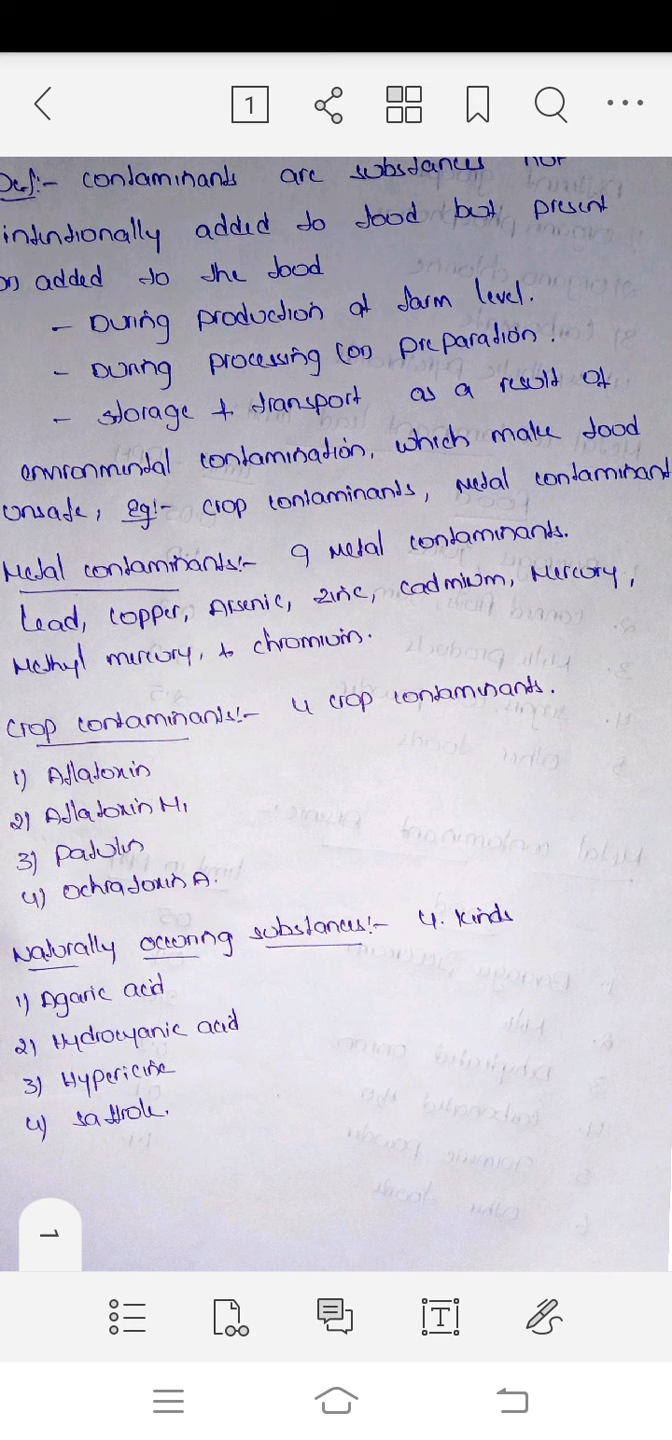 1
Def:- contaminants are substances not
intentionally added to food but present
on added to the food
- During production at farm level.
- During processing (or) preparation.
- storage + transport as a result of
environmental contamination, which make food
unsafe, eg:- crop contaminants, Metal contaminant
Metal contaminants:- 9 Metal contaminants.
Lead, copper, Arsenic, zinc, cadmium, Mercury,
Methyl mercury, & chromium.
Crop contaminants:- 4 crop contaminants.
1) Aflatoxin
2) Aflatoxin M1
3) Patulin
4) Ochratoxin A.
Naturally occuring substances:- 4. Kinds
1) Agaric acid
2) Hydrocyanic acid
3) Hypericine
4) saffrole.
1